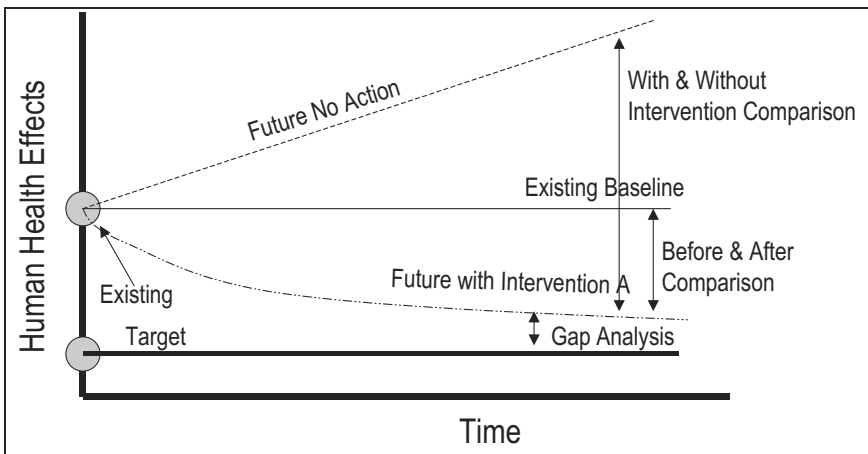 Human Health Effects
Future No Action
With & Without
Intervention Comparison
Existing Baseline
Before & After
Comparison
Existing
Future with Intervention A
Target
Gap Analysis
Time